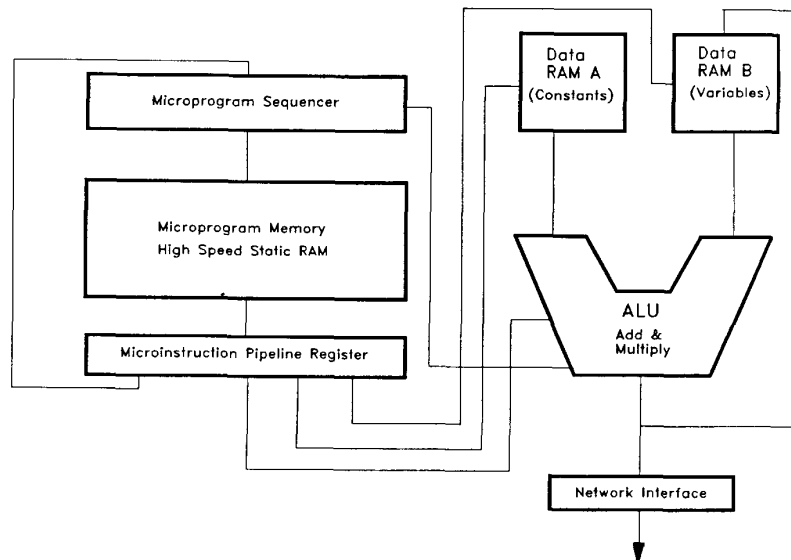 Microprogram Sequencer
Data
RAM A
(Constants)
Data
RAM B
(Variables)
Microprogram Memory
High Speed Static RAM
ALU
Add &
Multiply
Microinstruction Pipeline Register
Network Interface